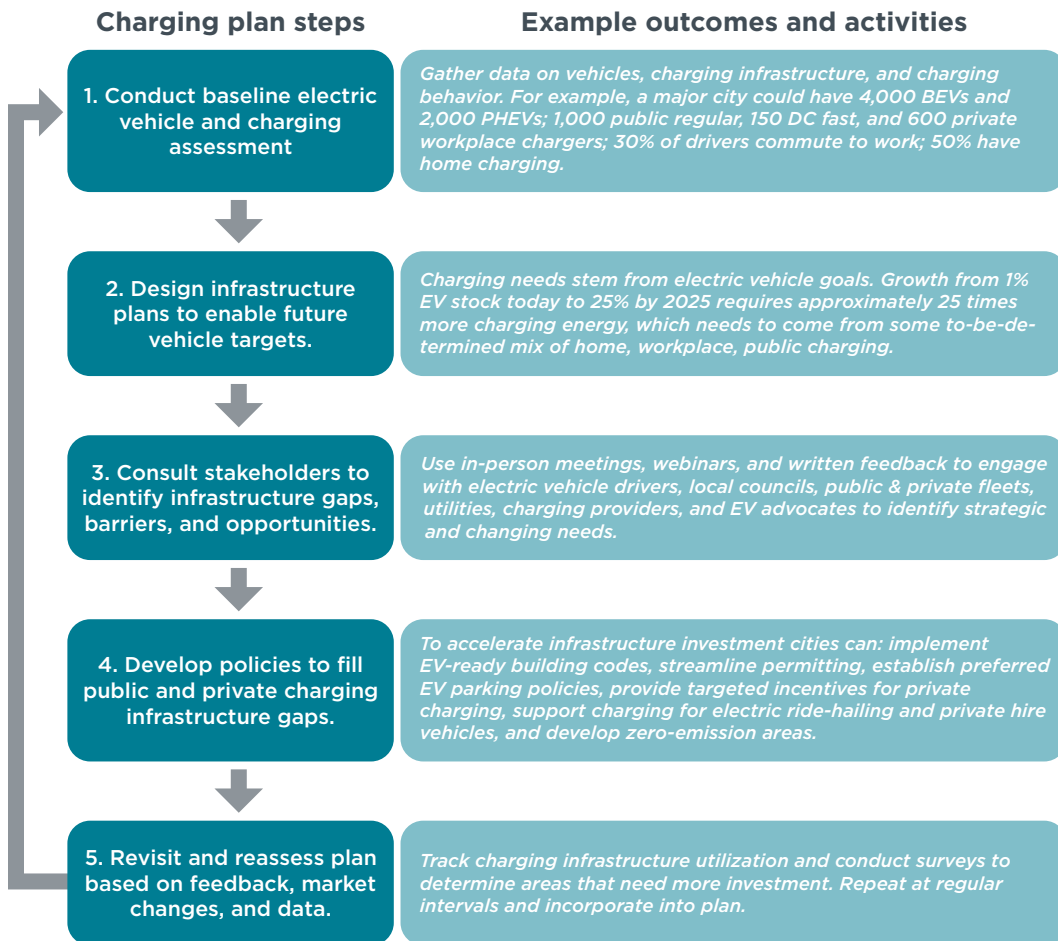 Charging plan steps
Example outcomes and activities
1. Conduct baseline electric
vehicle and charging
assessment
Gather data on vehicles, charging infrastructure, and charging
behavior. For example, a major city could have 4,000 BEVs and
2,000 PHEVs; 1,000 public regular, 150 DC fast, and 600 private
workplace chargers; 30% of drivers commute to work; 50% have
home charging.
2. Design infrastructure
plans to enable future
vehicle targets.
Charging needs stem from electric vehicle goals. Growth from 1%
EV stock today to 25% by 2025 requires approximately 25 times
more charging energy, which needs to come from some to-be-de-
termined mix of home, workplace, public charging.
3. Consult stakeholders to
identify infrastructure gaps,
barriers, and opportunities.
Use in-person meetings, webinars, and written feedback to engage
with electric vehicle drivers, local councils, public & private fleets,
utilities, charging providers, and EV advocates to identify strategic
and changing needs.
4. Develop policies to fill
public and private charging
infrastructure gaps.
To accelerate infrastructure investment cities can: implement
EV-ready building codes, streamline permitting, establish preferred
EV parking policies, provide targeted incentives for private
charging, support charging for electric ride-hailing and private hire
vehicles, and develop zero-emission areas.
5. Revisit and reassess plan
based on feedback, market
changes, and data.
Track charging infrastructure utilization and conduct surveys to
determine areas that need more investment. Repeat at regular
intervals and incorporate into plan.